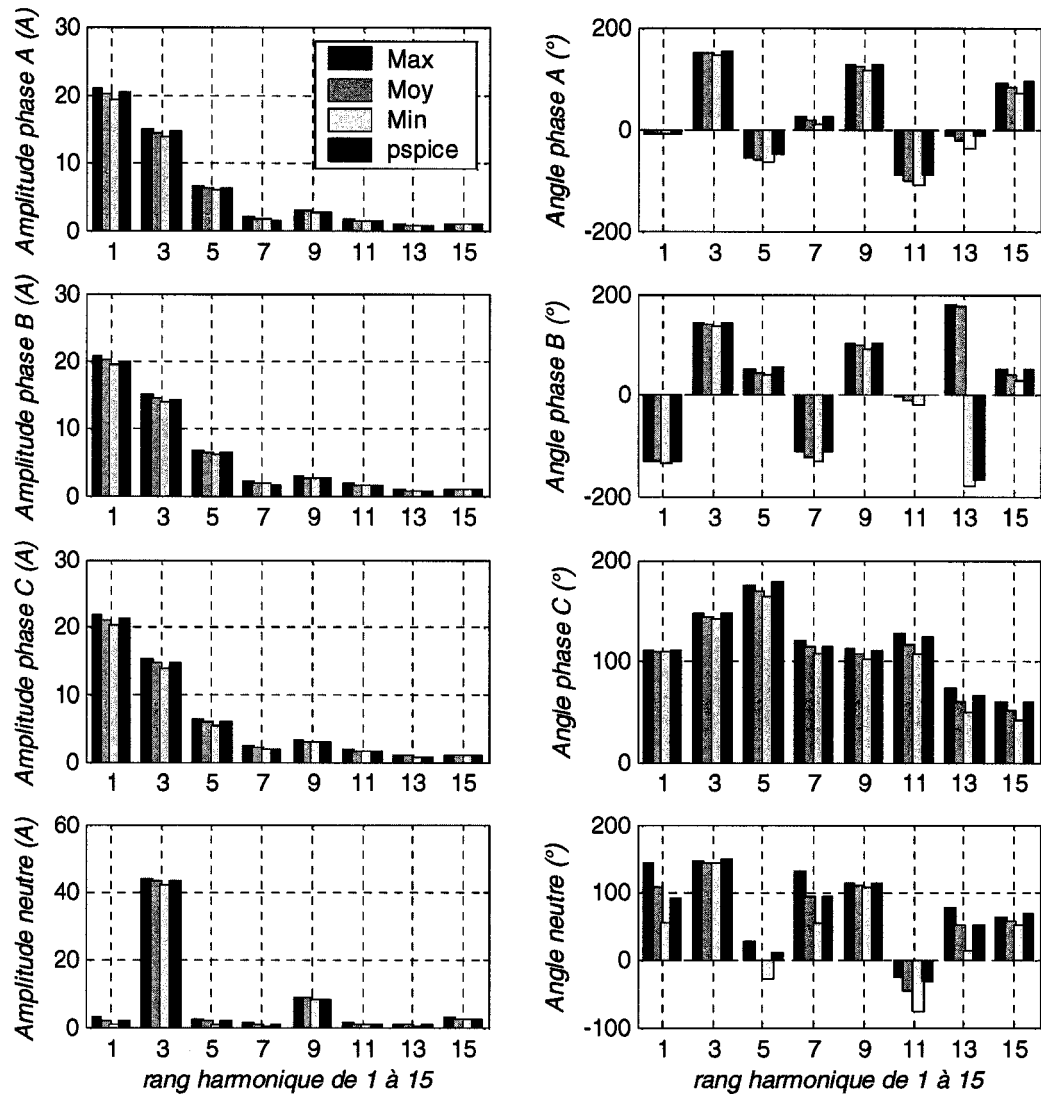 Amplitude phase A (A)
30
20
10
0
1 3 5 7 9 11 13 15
Max
Moy
Min
pspice
Angle phase A (°)
200
0
-200
1 3 5 7 9 11 13 15
Amplitude phase B (A)
30
20
10
0
1 3 5 7 9 11 13 15
Angle phase B (°)
200
0
-200
1 3 5 7 9 11 13 15
Amplitude phase C (A)
30
20
10
0
1 3 5 7 9 11 13 15
Angle phase C (°)
200
100
0
1 3 5 7 9 11 13 15
Amplitude neutre (A)
60
40
20
0
1 3 5 7 9 11 13 15
rang harmonique de 1 à 15
Angle neutre (°)
200
100
0
-100
1 3 5 7 9 11 13 15
rang harmonique de 1 à 15